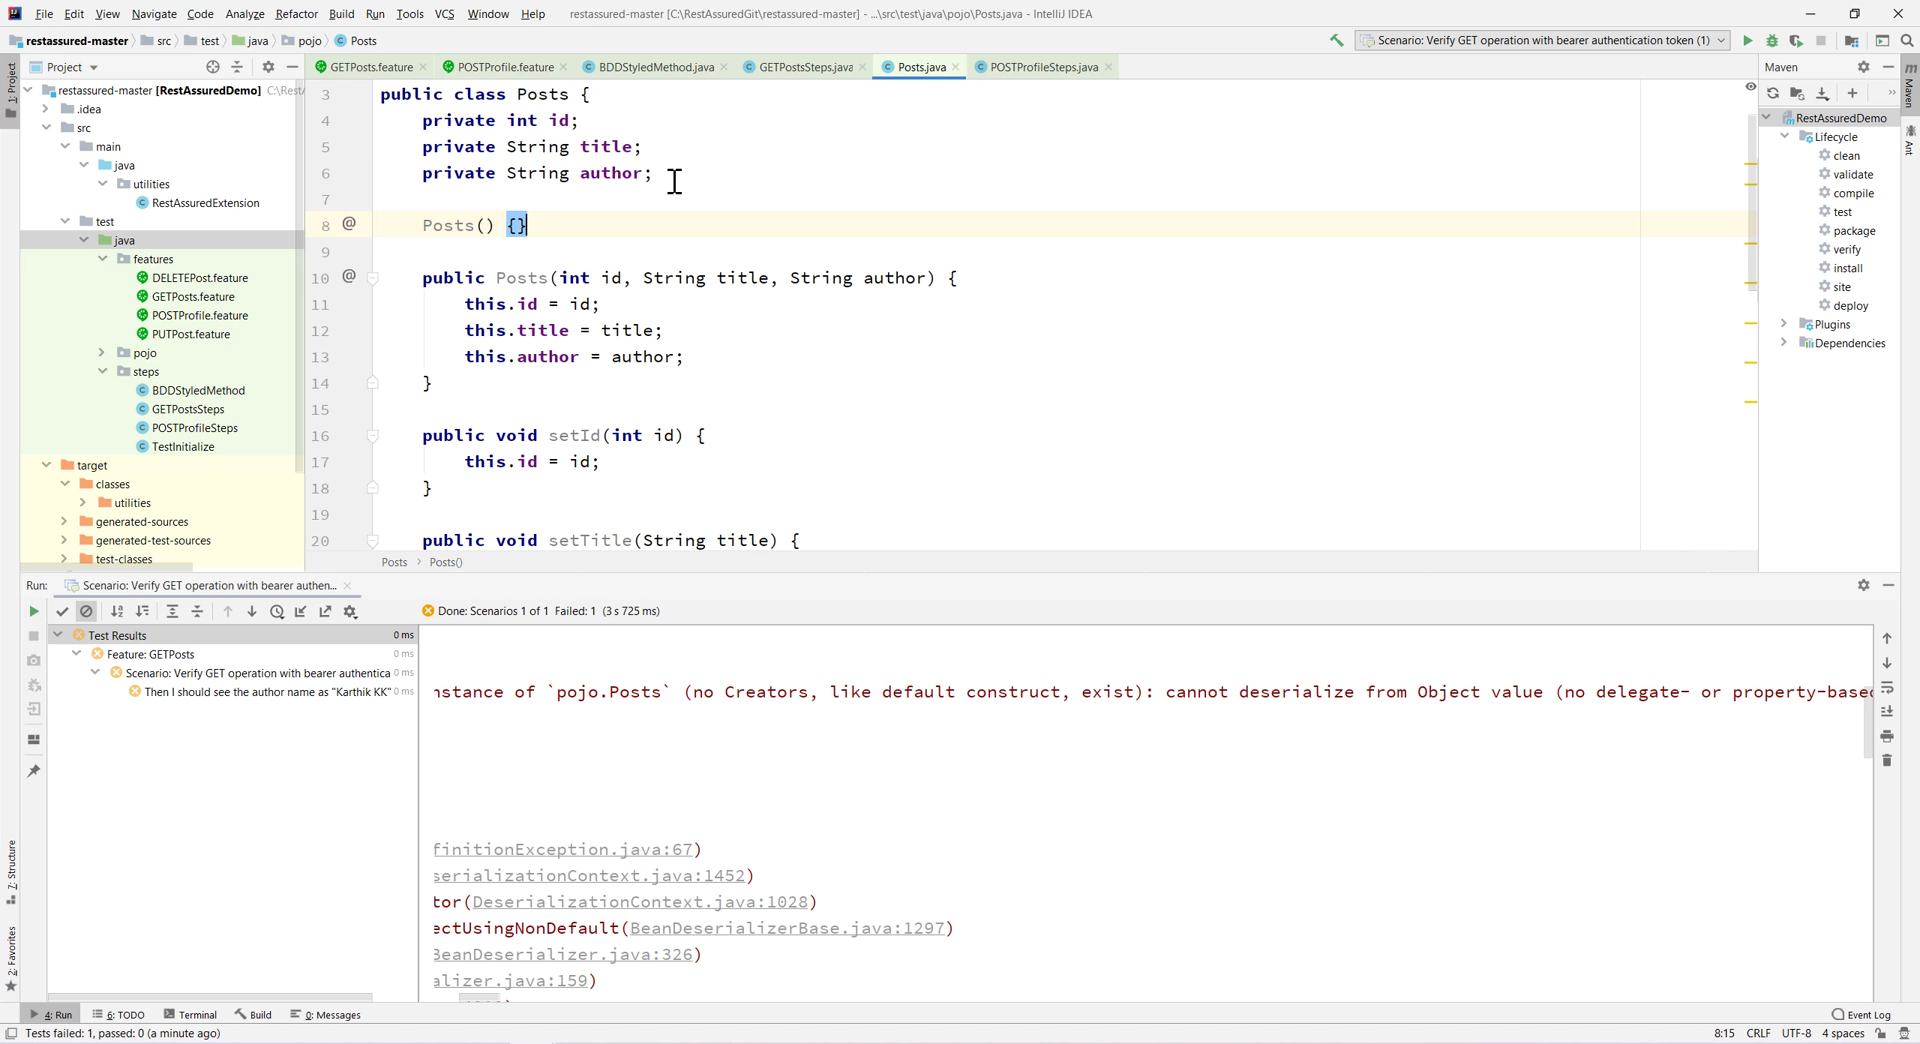 File Edit View Navigate Code Analyze Refactor Build Run Tools VCS Window Help restassured-master [C:\RestAssuredGit\restassured-master] - ...\src\test\java\pojo\Posts.java - IntelliJ IDEA
restassured-master src test java pojo Posts Scenario: Verify GET operation with bearer authentication token (1)
Project GETPosts.feature POSTProfile.feature BDDStyledMethod.java GETPostsSteps.java Posts.java POSTProfileSteps.java Maven
1: Project
restassured-master [RestAssuredDemo]
.idea
src
main
java
utilities
RestAssuredExtension
test
java
features
DELETEPost.feature
GETPosts.feature
POSTProfile.feature
PUTPost.feature
pojo
steps
BDDStyledMethod
GETPostsSteps
POSTProfileSteps
TestInitialize
target
classes
utilities
generated-sources
generated-test-sources
test-classes
3 public class Posts {
4 private int id;
5 private String title;
6 private String author;
7
8 @ Posts() {}
9
10 @ public Posts(int id, String title, String author) {
11 this.id = id;
12 this.title = title;
13 this.author = author;
14 }
15
16 public void setId(int id) {
17 this.id = id;
18 }
19
20 public void setTitle(String title) {
Posts › Posts()
RestAssuredDemo
Lifecycle
clean
validate
compile
test
package
verify
install
site
deploy
Plugins
Dependencies
Maven
Ant
Run: Scenario: Verify GET operation with bearer authen...
Done: Scenarios 1 of 1 Failed: 1 (3 s 725 ms)
Test Results 0 ms
Feature: GETPosts 0 ms
Scenario: Verify GET operation with bearer authentica 0 ms
Then I should see the author name as "Karthik KK" 0 ms
nstance of `pojo.Posts` (no Creators, like default construct, exist): cannot deserialize from Object value (no delegate- or property-based
finitionException.java:67)
serializationContext.java:1452)
tor(DeserializationContext.java:1028)
ectUsingNonDefault(BeanDeserializerBase.java:1297)
BeanDeserializer.java:326)
alizer.java:159)
Z: Structure
2: Favorites
4: Run 6: TODO Terminal Build 0: Messages Event Log
Tests failed: 1, passed: 0 (a minute ago) 8:15 CRLF UTF-8 4 spaces